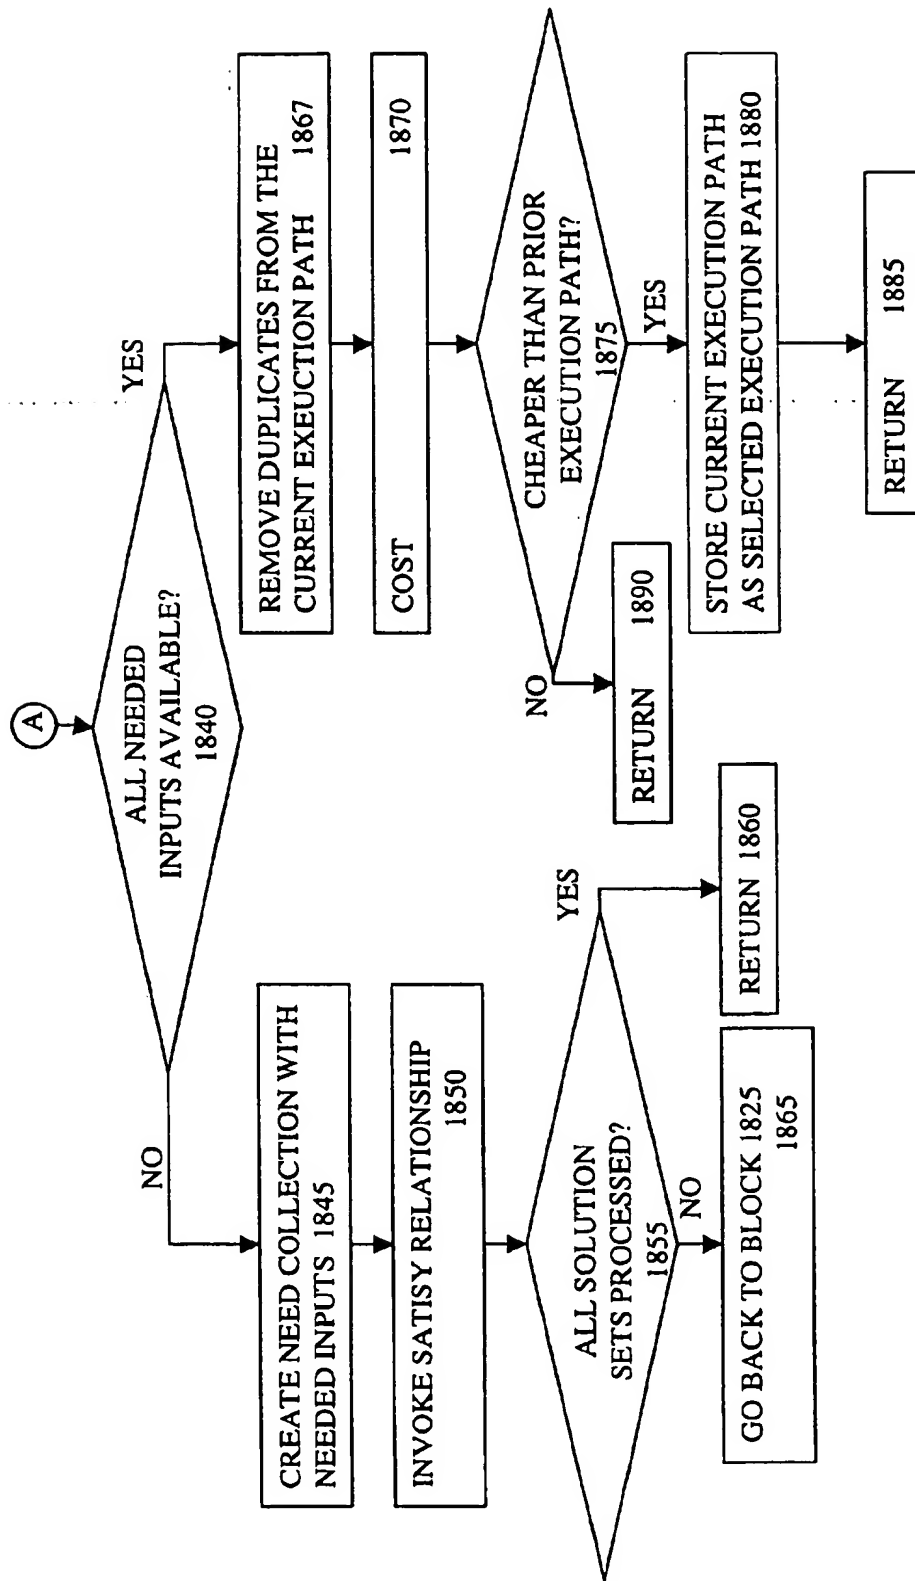 A
ALL NEEDED
INPUTS AVAILABLE?
1840
NO
YES
CREATE NEED COLLECTION WITH
NEEDED INPUTS 1845
INVOKE SATISY RELATIONSHIP
1850
ALL SOLUTION
SETS PROCESSED?
1855
YES
NO
RETURN 1860
GO BACK TO BLOCK 1825
1865
REMOVE DUPLICATES FROM THE
CURRENT EXEUCTION PATH 1867
COST 1870
CHEAPER THAN PRIOR
EXECUTION PATH?
1875
NO
YES
RETURN 1890
STORE CURRENT EXECUTION PATH
AS SELECTED EXECUTION PATH 1880
RETURN 1885